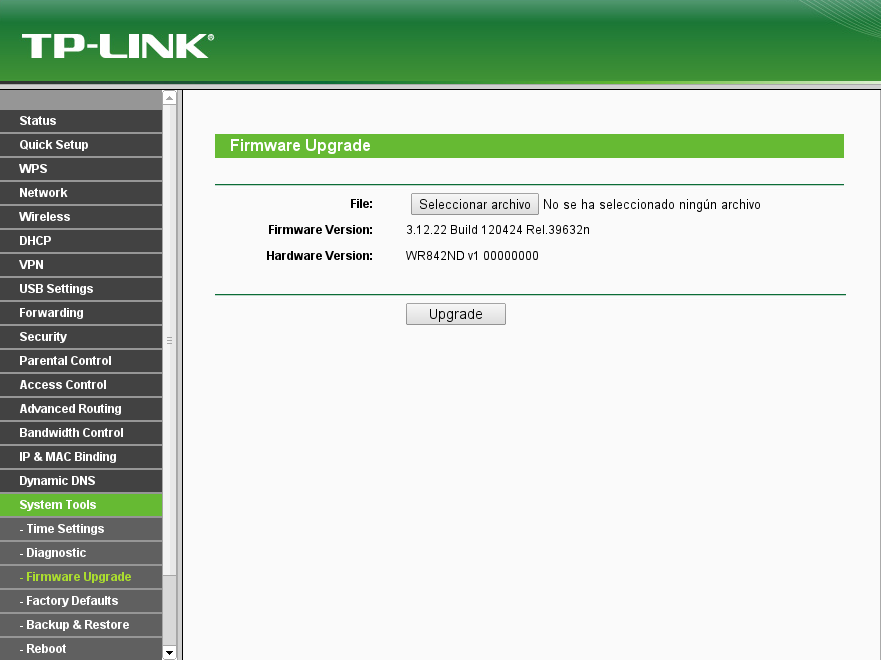 TP-LINK®
Status
Quick Setup
WPS
Network
Wireless
DHCP
VPN
USB Settings
Forwarding
Security
Parental Control
Access Control
Advanced Routing
Bandwidth Control
IP & MAC Binding
Dynamic DNS
System Tools
- Time Settings
- Diagnostic
- Firmware Upgrade
- Factory Defaults
- Backup & Restore
- Reboot
Firmware Upgrade
File: Seleccionar archivo No se ha seleccionado ningún archivo
Firmware Version: 3.12.22 Build 120424 Rel.39632n
Hardware Version: WR842ND v1 00000000
Upgrade